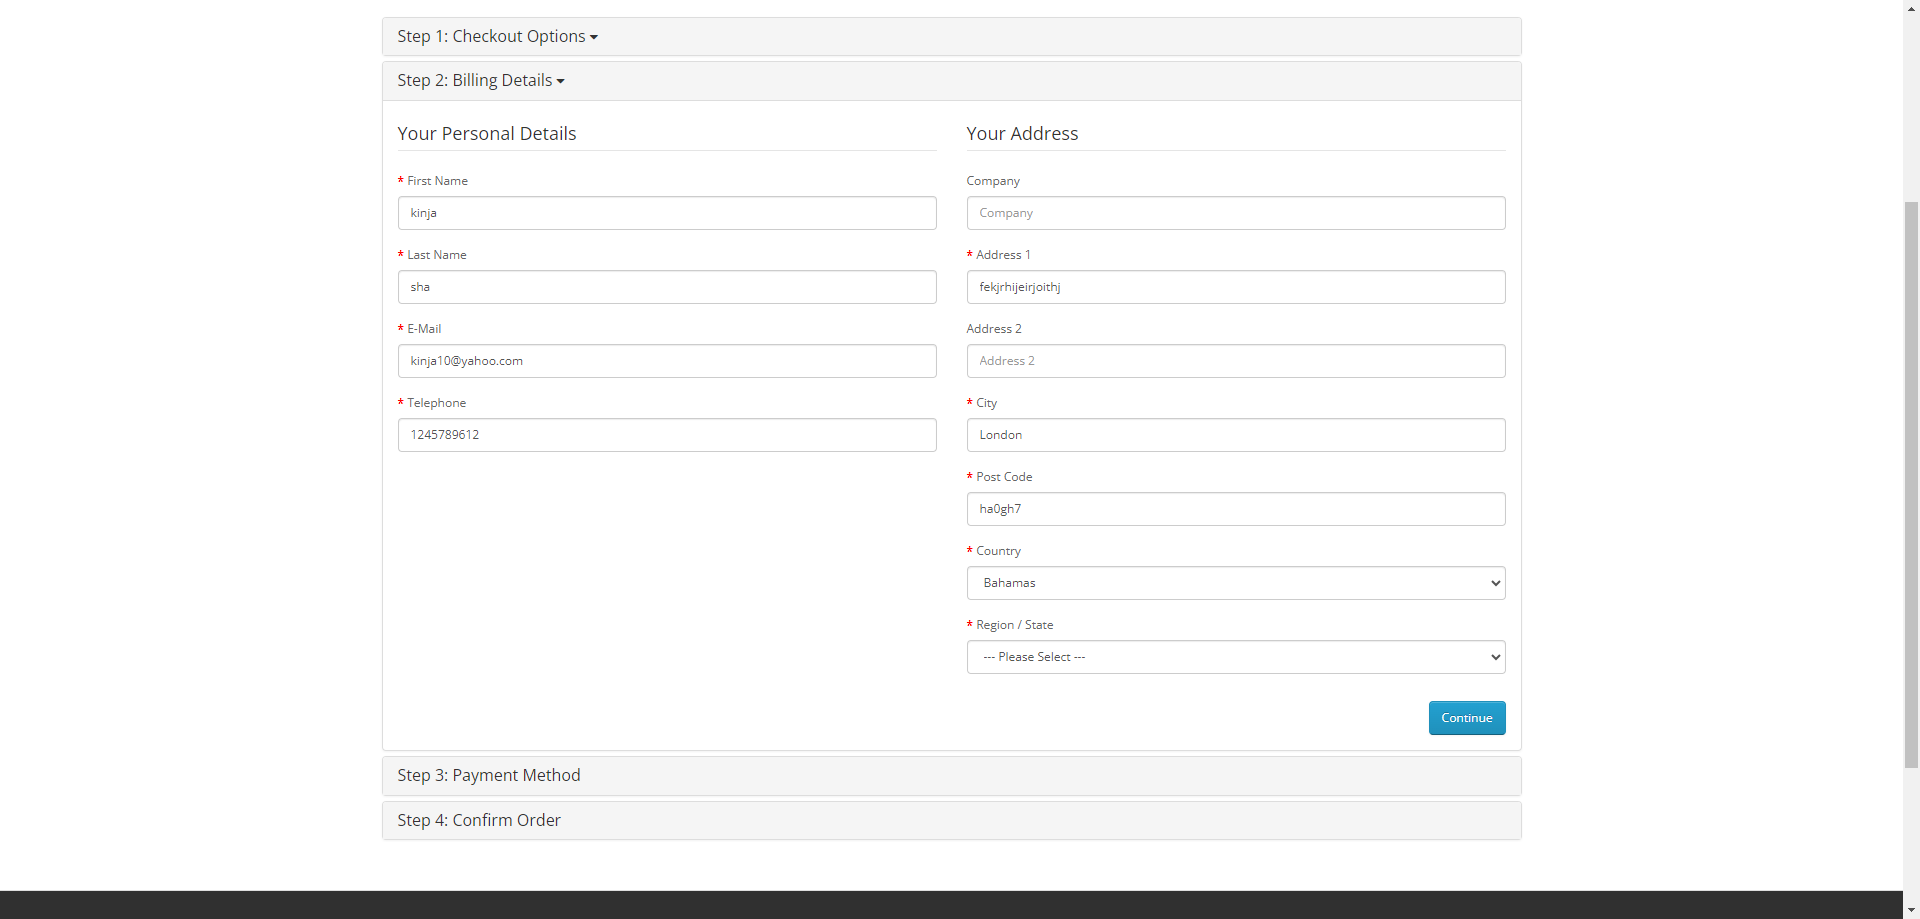 Step 1: Checkout Options
Step 2: Billing Details
Your Personal Details
* First Name
kinja
* Last Name
sha
* E-Mail
kinja10@yahoo.com
* Telephone
1245789612
Your Address
Company
Company
* Address 1
fekjrhijeirjoithj
Address 2
Address 2
* City
London
* Post Code
ha0gh7
* Country
Bahamas
* Region / State
--- Please Select ---
Continue
Step 3: Payment Method
Step 4: Confirm Order